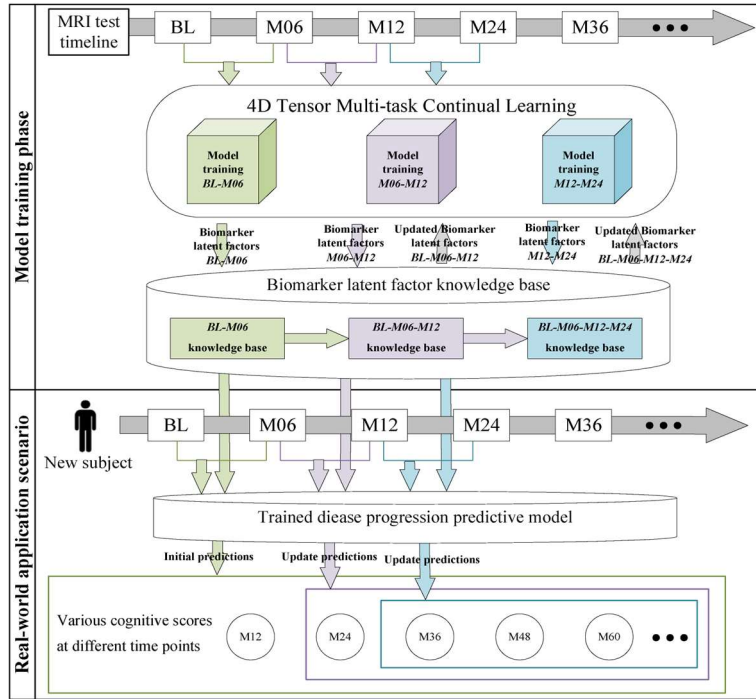 MRI test
timeline
BL
M06
M12
M24
M36
Model training phase
4D Tensor Multi-task Continual Learning
Model
training
BL-M06
Model
training
M06-M12
Model
training
M12-M24
Biomarker
latent factors
BL-M06
Biomarker
latent factors
M06-M12
Updated Biomarker
latent factors
BL-M06-M12
Biomarker
latent factors
M12-M24
Updated Biomarker
latent factors
BL-M06-M12-M24
Biomarker latent factor knowledge base
BL-M06
knowledge base
BL-M06-M12
knowledge base
BL-M06-M12-M24
knowledge base
Real-world application scenario
New subject
BL
M06
M12
M24
M36
Trained diease progression predictive model
Initial predictions
Update predictions
Update predictions
Various cognitive scores
at different time points
M12
M24
M36
M48
M60